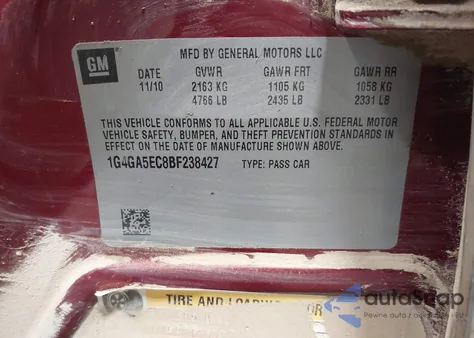 GM
MFD BY GENERAL MOTORS LLC
DATE GVWR GAWR FRT GAWR RR
11/10 2163 KG 1105 KG 1058 KG
4766 LB 2435 LB 2331 LB
THIS VEHICLE CONFORMS TO ALL APPLICABLE U.S. FEDERAL MOTOR
VEHICLE SAFETY, BUMPER, AND THEFT PREVENTION STANDARDS IN
EFFECT ON THE DATE OF MANUFACTURE SHOWN ABOVE.
1G4GA5EC8BF238427 TYPE: PASS CAR
TIRE AND LOADING
autoSnap
Pewne auta z